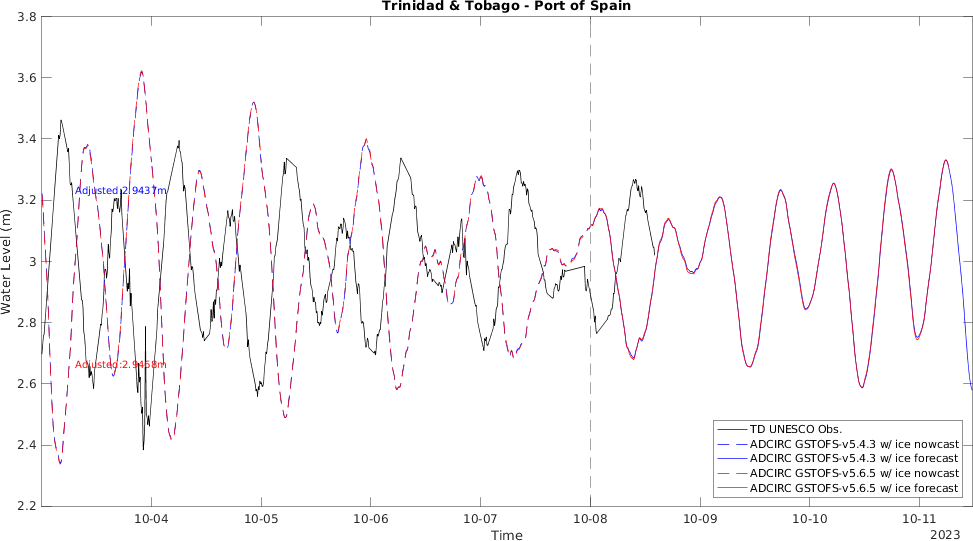 Trinidad & Tobago - Port of Spain
3.8
3.6
3.4
3.2
3
2.8
2.6
2.4
2.2
Water Level (m)
Adjusted:2.9437m
Adjusted:2.9458m
TD UNESCO Obs.
ADCIRC GSTOFS-v5.4.3 w/ ice nowcast
ADCIRC GSTOFS-v5.4.3 w/ ice forecast
ADCIRC GSTOFS-v5.6.5 w/ ice nowcast
ADCIRC GSTOFS-v5.6.5 w/ ice forecast
10-04 10-05 10-06 10-07 10-08 10-09 10-10 10-11
Time
2023